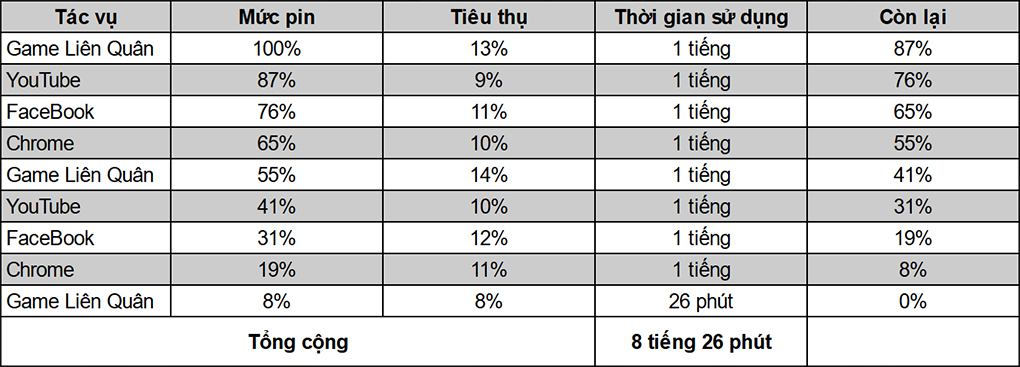 Tác vụ Mức pin Tiêu thụ Thời gian sử dụng Còn lại
Game Liên Quân 100% 13% 1 tiếng 87%
YouTube 87% 9% 1 tiếng 76%
FaceBook 76% 11% 1 tiếng 65%
Chrome 65% 10% 1 tiếng 55%
Game Liên Quân 55% 14% 1 tiếng 41%
YouTube 41% 10% 1 tiếng 31%
FaceBook 31% 12% 1 tiếng 19%
Chrome 19% 11% 1 tiếng 8%
Game Liên Quân 8% 8% 26 phút 0%
Tổng cộng 8 tiếng 26 phút